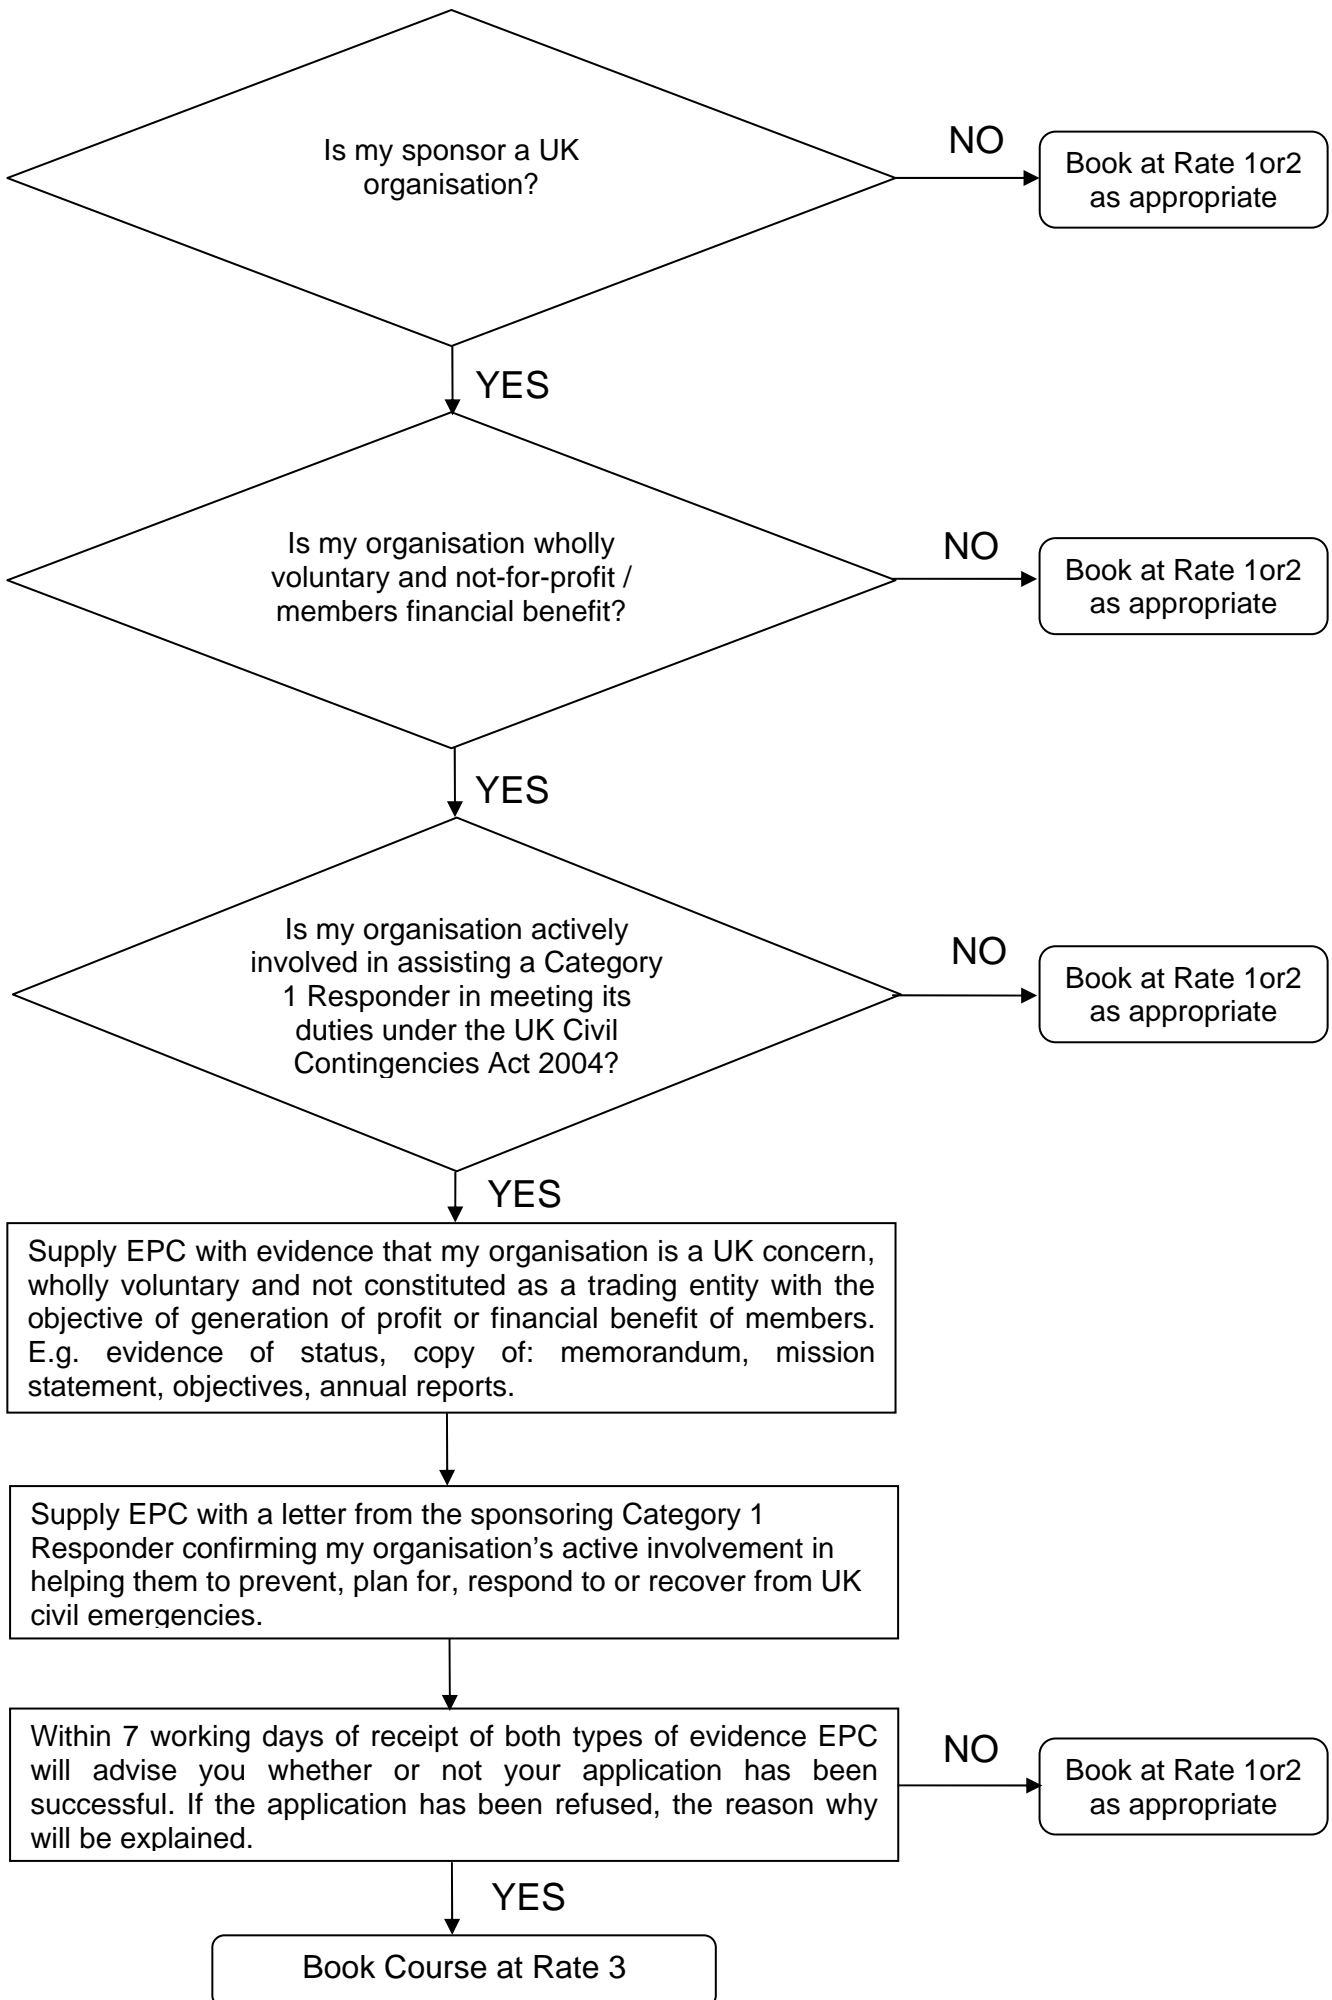 Is my sponsor a UK
organisation?
NO
Book at Rate 1or2
as appropriate
YES
Is my organisation wholly
voluntary and not-for-profit /
members financial benefit?
NO
Book at Rate 1or2
as appropriate
YES
Is my organisation actively
involved in assisting a Category
1 Responder in meeting its
duties under the UK Civil
Contingencies Act 2004?
NO
Book at Rate 1or2
as appropriate
YES
Supply EPC with evidence that my organisation is a UK concern,
wholly voluntary and not constituted as a trading entity with the
objective of generation of profit or financial benefit of members.
E.g. evidence of status, copy of: memorandum, mission
statement, objectives, annual reports.
Supply EPC with a letter from the sponsoring Category 1
Responder confirming my organisation’s active involvement in
helping them to prevent, plan for, respond to or recover from UK
civil emergencies.
Within 7 working days of receipt of both types of evidence EPC
will advise you whether or not your application has been
successful. If the application has been refused, the reason why
will be explained.
NO
Book at Rate 1or2
as appropriate
YES
Book Course at Rate 3